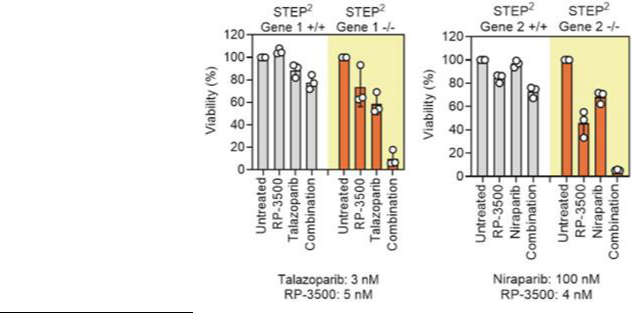 STEP2 STEP2
Gene 1 +/+ Gene 1 -/-
120
100
80
60
40
20
0
Viability (%)
Untreated
RP-3500
Talazoparib
Combination
Untreated
RP-3500
Talazoparib
Combination
Talazoparib: 3 nM
RP-3500: 5 nM
STEP2 STEP2
Gene 2 +/+ Gene 2 -/-
120
100
80
60
40
20
0
Viability (%)
Untreated
RP-3500
Niraparib
Combination
Untreated
RP-3500
Niraparib
Combination
Niraparib: 100 nM
RP-3500: 4 nM